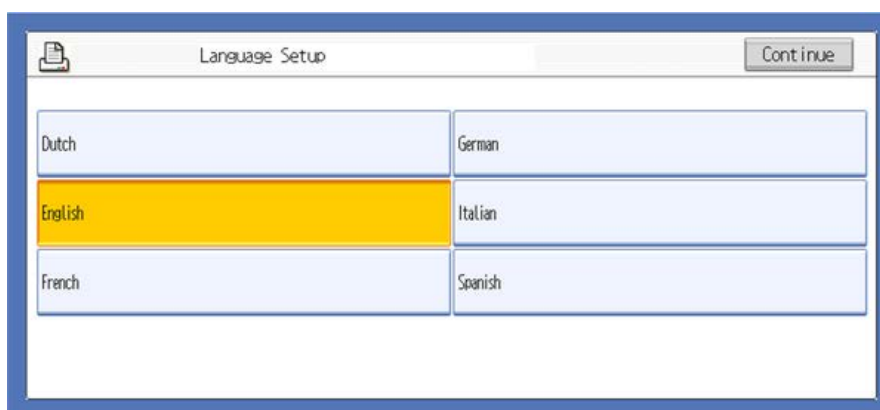 Language Setup
Continue
Dutch
German
English
Italian
French
Spanish